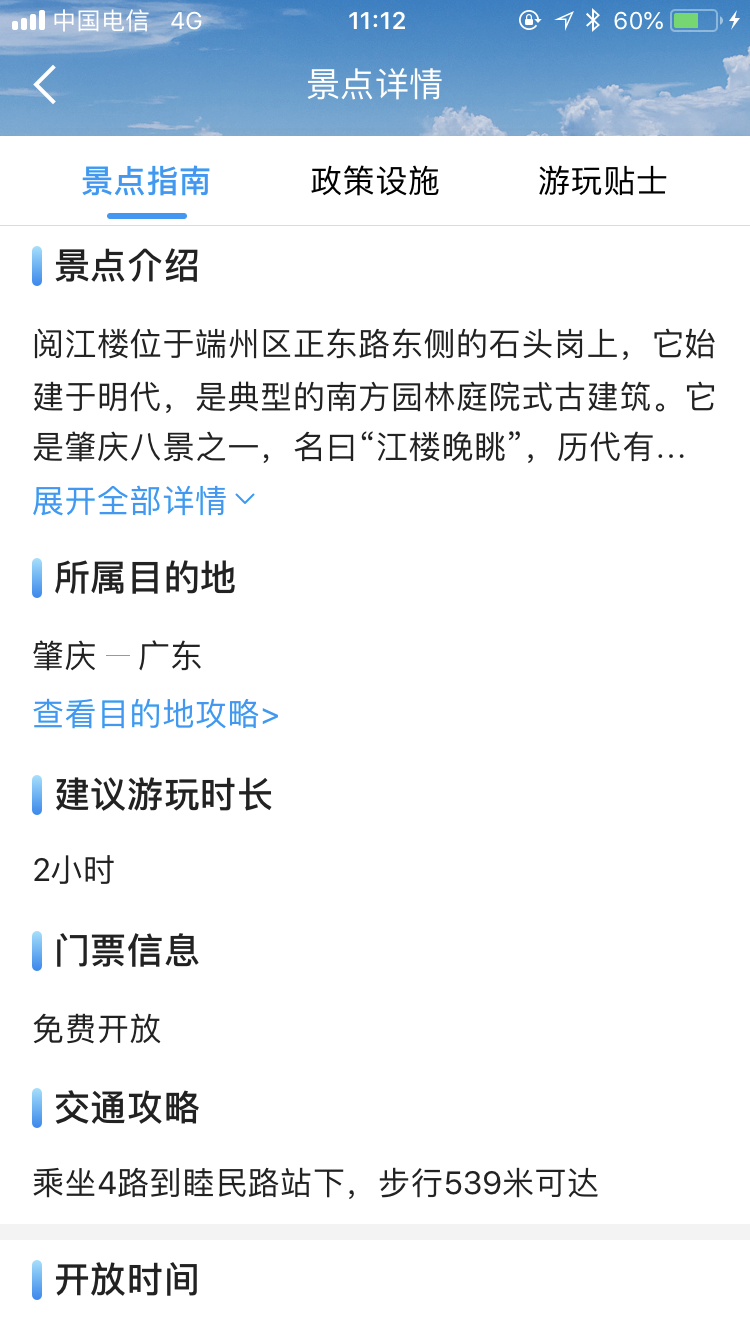 中国电信 4G 11:12 60%
景点详情
景点指南 政策设施 游玩贴士
景点介绍
阅江楼位于端州区正东路东侧的石头岗上，它始
建于明代，是典型的南方园林庭院式古建筑。它
是肇庆八景之一，名曰“江楼晚眺”，历代有...
展开全部详情
所属目的地
肇庆 — 广东
查看目的地攻略>
建议游玩时长
2小时
门票信息
免费开放
交通攻略
乘坐4路到睦民路站下，步行539米可达
开放时间